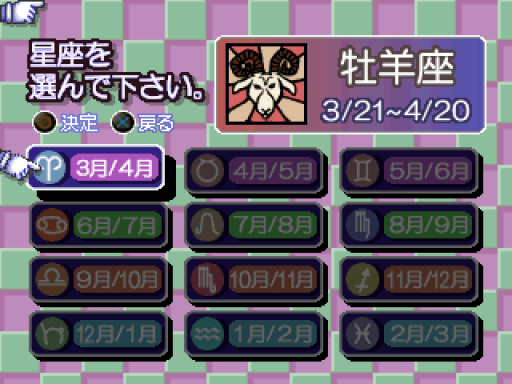 星座を
選んで下さい。
決定 戻る
牡羊座
3/21~4/20
3月/4月 4月/5月 5月/6月
6月/7月 7月/8月 8月/9月
9月/10月 10月/11月 11月/12月
12月/1月 1月/2月 2月/3月